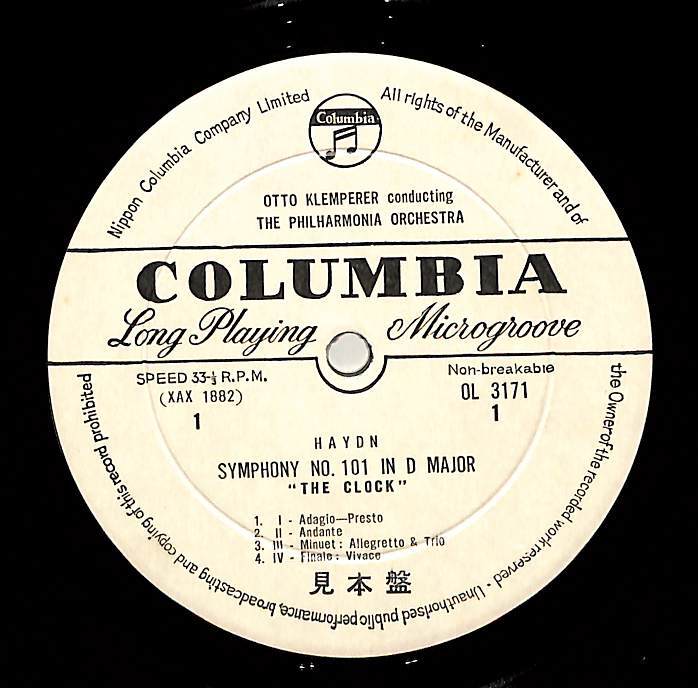 Nippon Columbia Company Limited
Columbia
All rights of the Manufacturer and of
the Owner of the recorded work reserved - Unauthorised public performance, broadcasting and copying of this record prohibited
OTTO KLEMPERER conducting
THE PHILHARMONIA ORCHESTRA
COLUMBIA
Long Playing Microgroove
SPEED 33-⅓ R.P.M.
(XAX 1882)
1
Non-breakable
OL 3171
1
HAYDN
SYMPHONY NO. 101 IN D MAJOR
"THE CLOCK"
1. I - Adagio—Presto
2. II - Andante
3. III - Minuet: Allegretto & Trio
4. IV - Finale: Vivace
見本盤